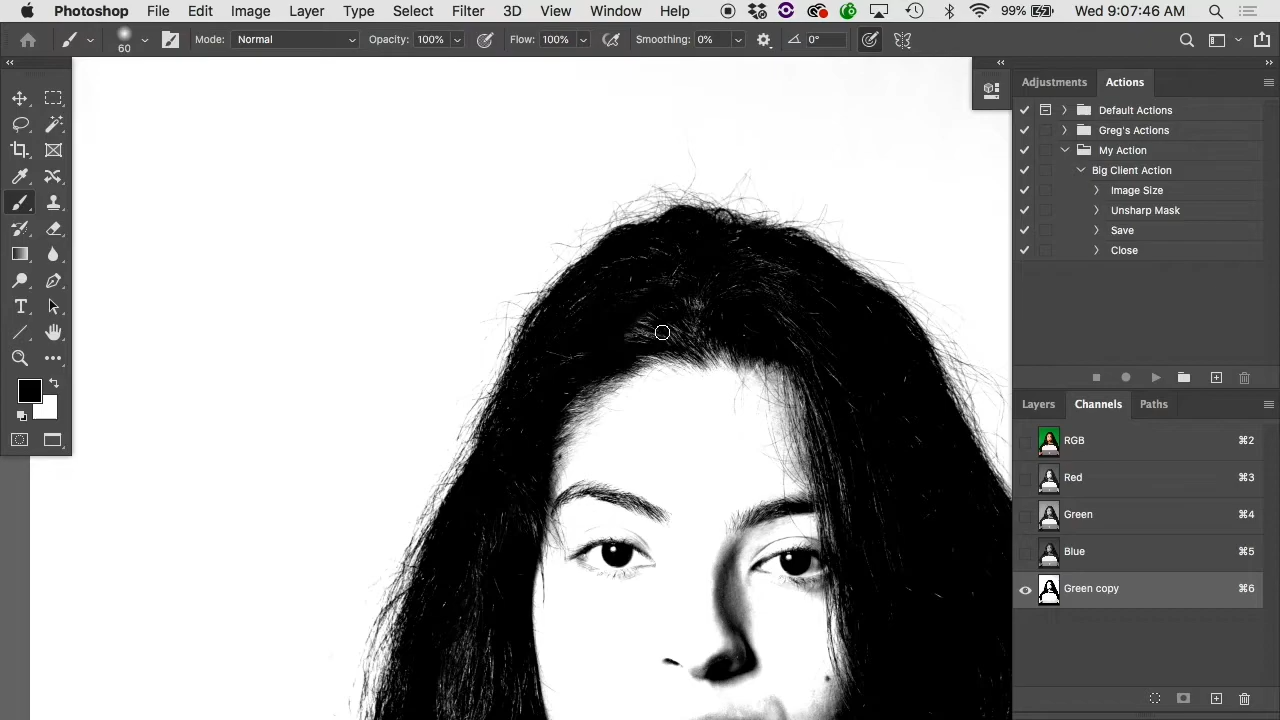 Photoshop File Edit Image Layer Type Select Filter 3D View Window Help 99% Wed 9:07:46 AM
60 Mode: Normal Opacity: 100% Flow: 100% Smoothing: 0% 0°
Adjustments Actions
Default Actions
Greg's Actions
My Action
Big Client Action
Image Size
Unsharp Mask
Save
Close
Layers Channels Paths
RGB ⌘2
Red ⌘3
Green ⌘4
Blue ⌘5
Green copy ⌘6